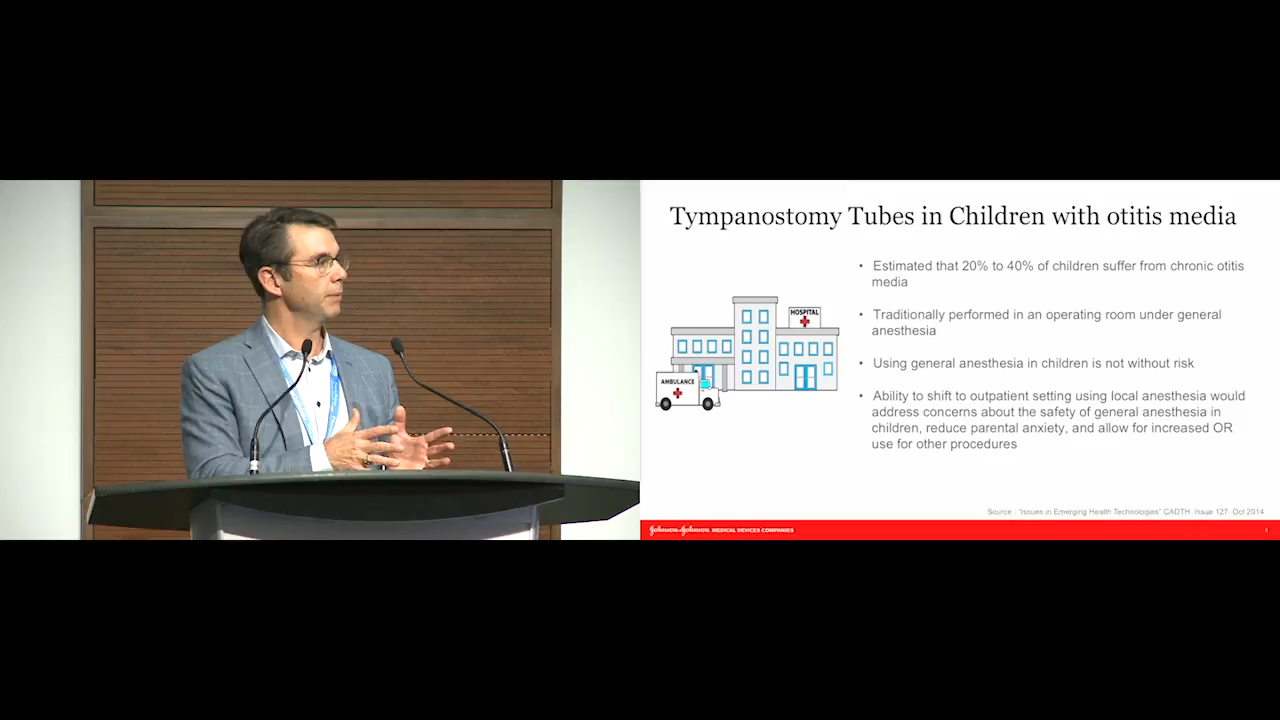 Tympanostomy Tubes in Children with otitis media
• Estimated that 20% to 40% of children suffer from chronic otitis
media
• Traditionally performed in an operating room under general
anesthesia
• Using general anesthesia in children is not without risk
• Ability to shift to outpatient setting using local anesthesia would
address concerns about the safety of general anesthesia in
children, reduce parental anxiety, and allow for increased OR
use for other procedures
HOSPITAL
AMBULANCE
Source : "Issues in Emerging Health Technologies" CADTH Issue 127 Oct 2014
Johnson & Johnson MEDICAL DEVICES COMPANIES